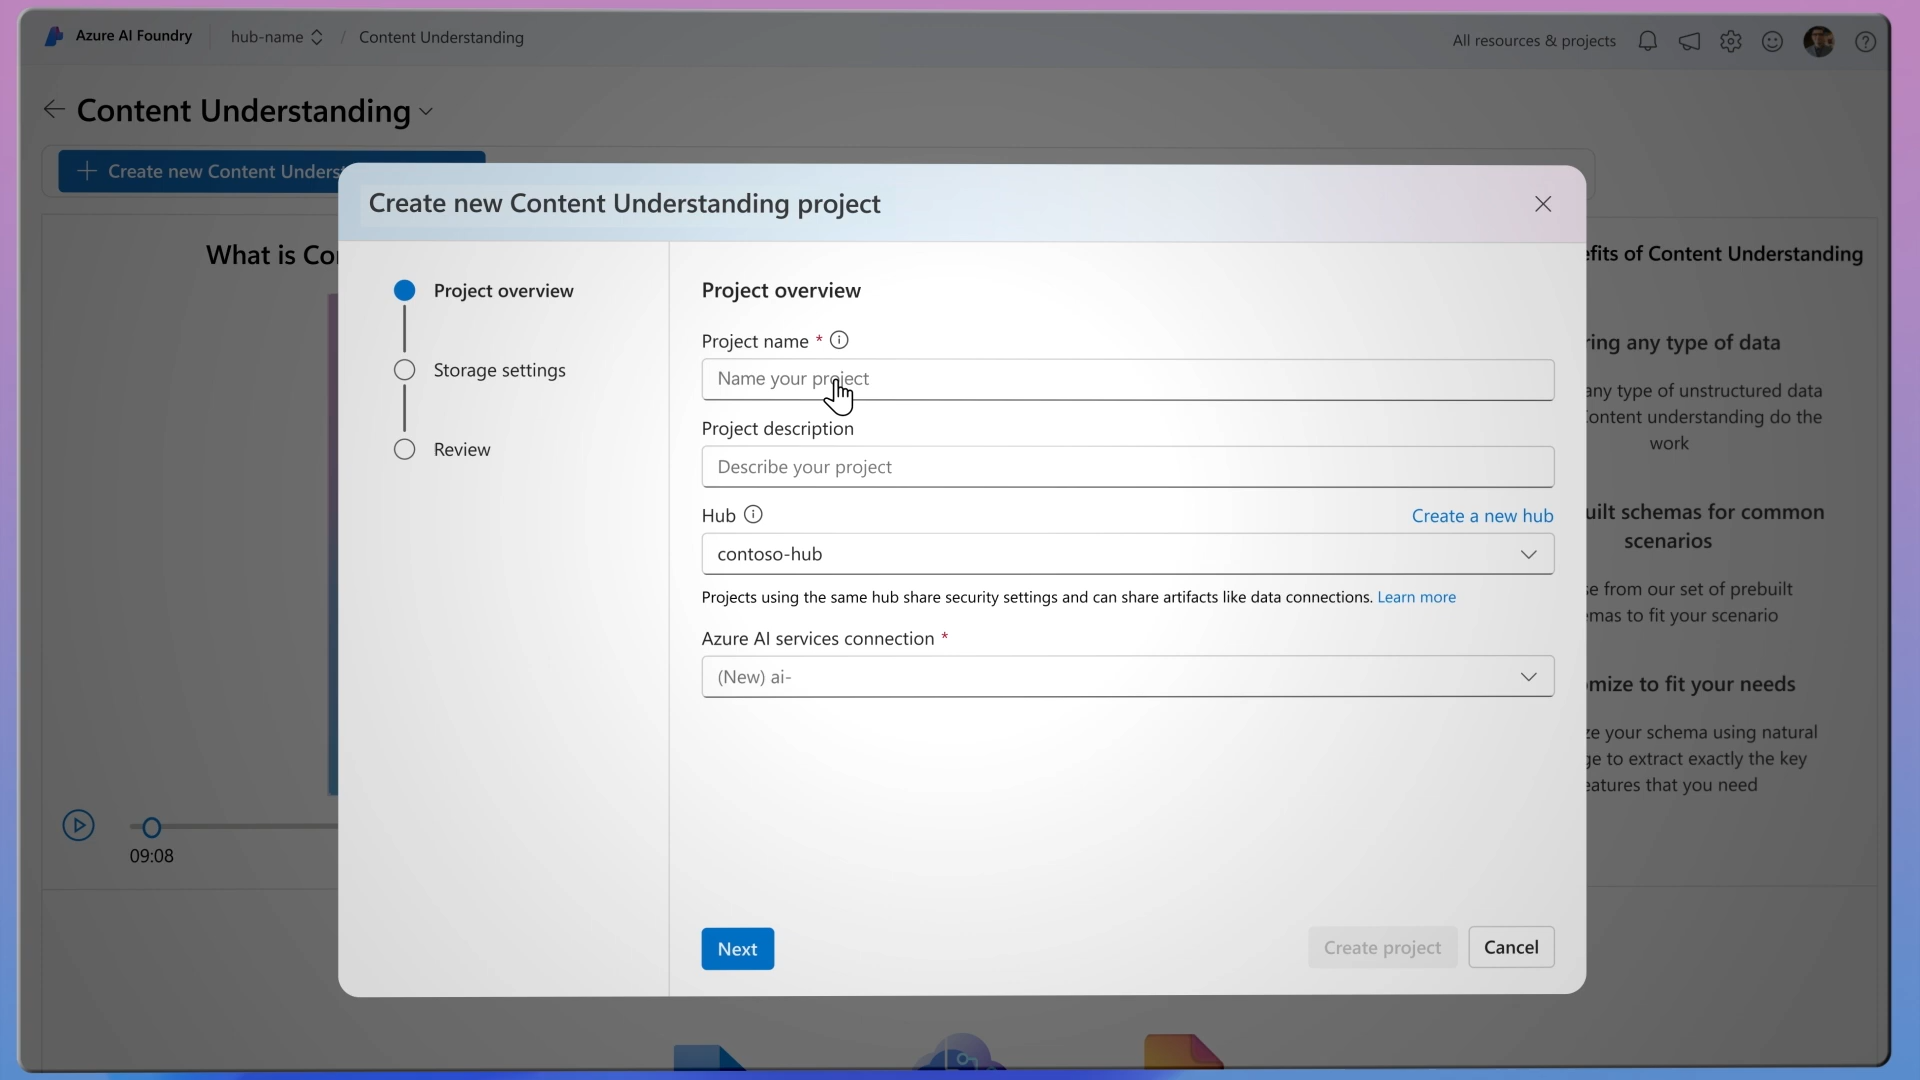 Azure AI Foundry
hub-name
/
Content Understanding
All resources & projects
Content Understanding
Create new Content Unders
What is Co
Create new Content Understanding project
Project overview
Storage settings
Review
Project overview
Project name *
Name your project
Project description
Describe your project
Hub
Create a new hub
contoso-hub
Projects using the same hub share security settings and can share artifacts like data connections. Learn more
Azure AI services connection *
(New) ai-
Next
Create project
Cancel
09:08
efits of Content Understanding
ring any type of data
any type of unstructured data
ontent understanding do the
work
uilt schemas for common
scenarios
se from our set of prebuilt
mas to fit your scenario
mize to fit your needs
ze your schema using natural
ge to extract exactly the key
eatures that you need